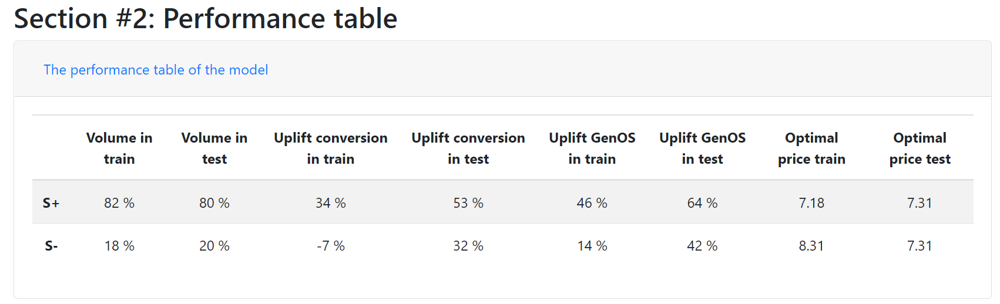 Section #2: Performance table
The performance table of the model
Volume in train Volume in test Uplift conversion in train Uplift conversion in test Uplift GenOS in train Uplift GenOS in test Optimal price train Optimal price test
S+ 82 % 80 % 34 % 53 % 46 % 64 % 7.18 7.31
S- 18 % 20 % -7 % 32 % 14 % 42 % 8.31 7.31